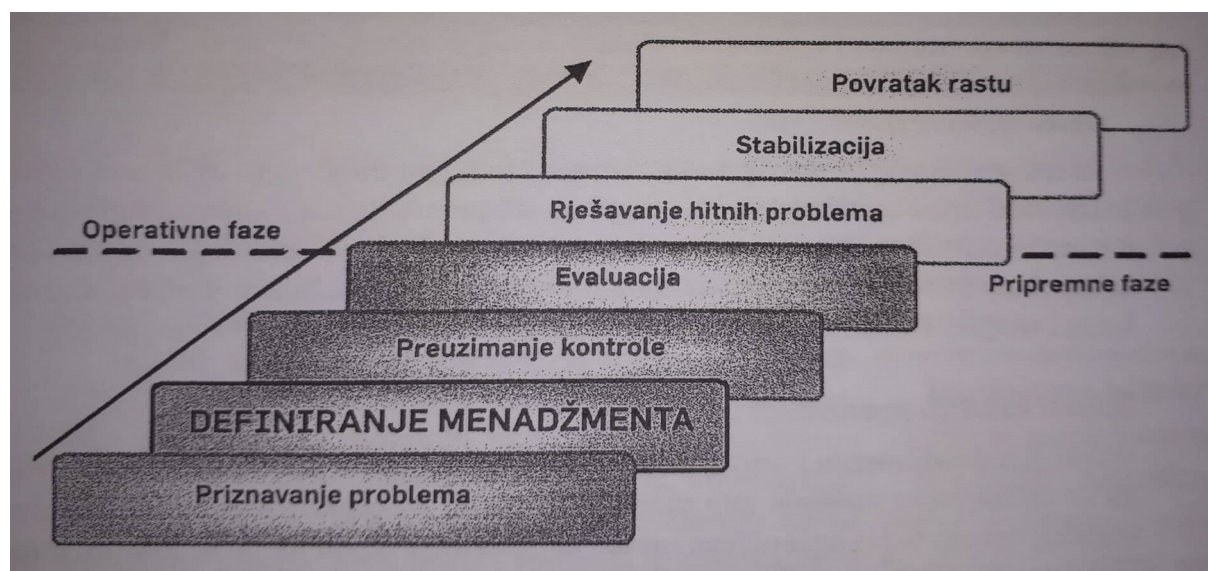 Povratak rastu
Stabilizacija
Rješavanje hitnih problema
Operativne faze
Evaluacija
Pripremne faze
Preuzimanje kontrole
DEFINIRANJE MENADŽMENTA
Priznavanje problema